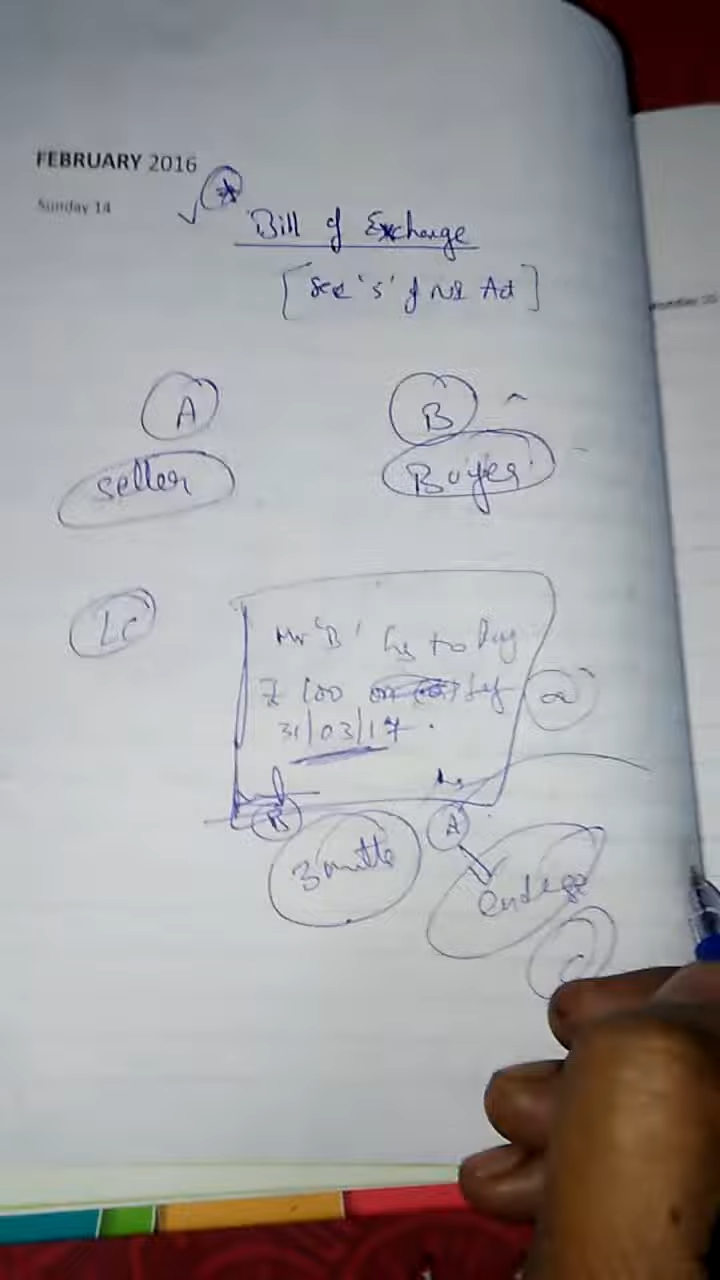 FEBRUARY 2016
Sunday 14
Bill of Exchange
[Sec '5' of NI Act]
A
B
seller
Buyer
Mr 'B' has to Pay
₹ 100
31/03/17.
B
A
3 months
C